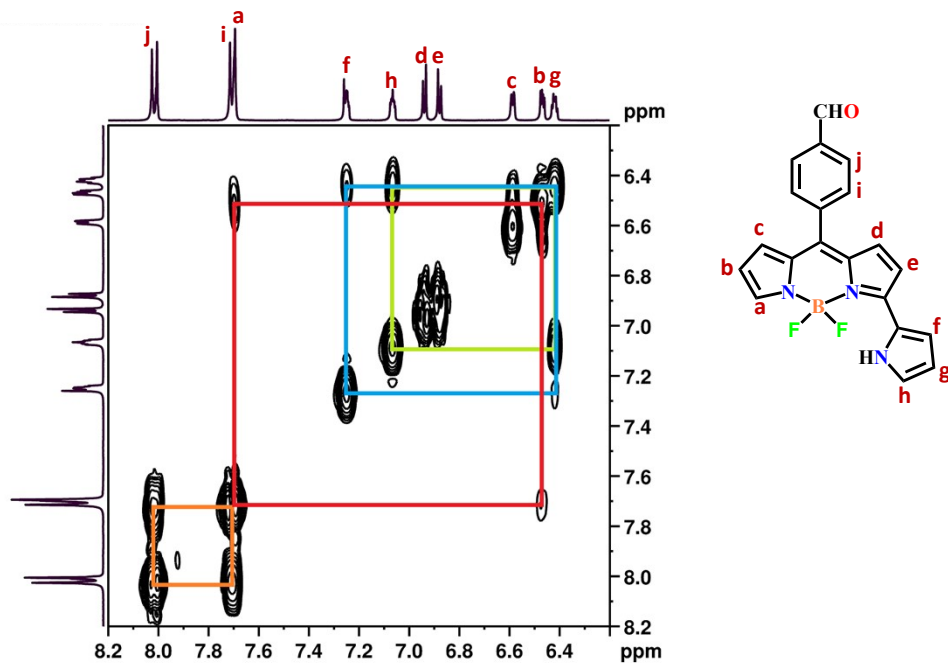 j i a f h d e c b g
ppm
6.4
6.6
6.8
7.0
7.2
7.4
7.6
7.8
8.0
8.2
8.2 8.0 7.8 7.6 7.4 7.2 7.0 6.8 6.6 6.4 ppm
CHO
j
i
c d
b e
a N N
B
F F f
HN g
h